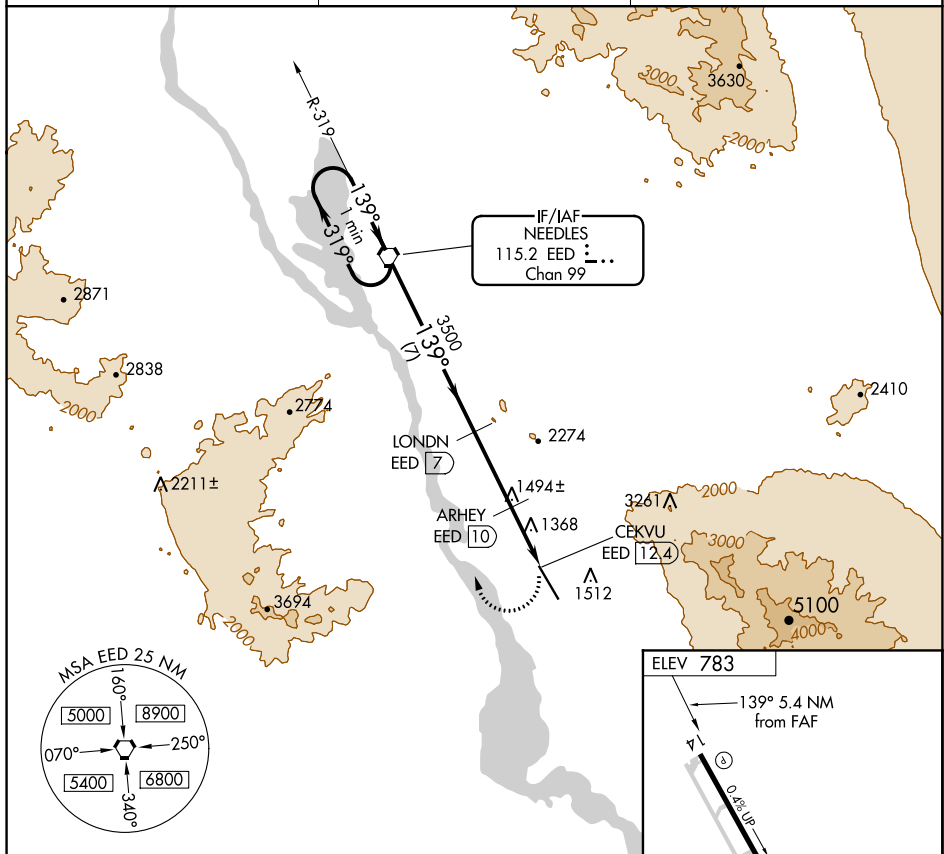 3000
3630
2000
R-319
139°
1 min
319°
IF/IAF
NEEDLES
115.2 EED
Chan 99
2871
3500
139°
(7)
2838
2000
2774
2410
LONDN
EED 7
2274
2211±
1494±
3261
2000
ARHEY
EED 10
1368
CEKVU
EED 12.4
3000
1512
3694
2000
5100
4000
MSA EED 25 NM
160°
5000
8900
070°
250°
5400
6800
340°
ELEV 783
139° 5.4 NM
from FAF
14
P
0.4% UP